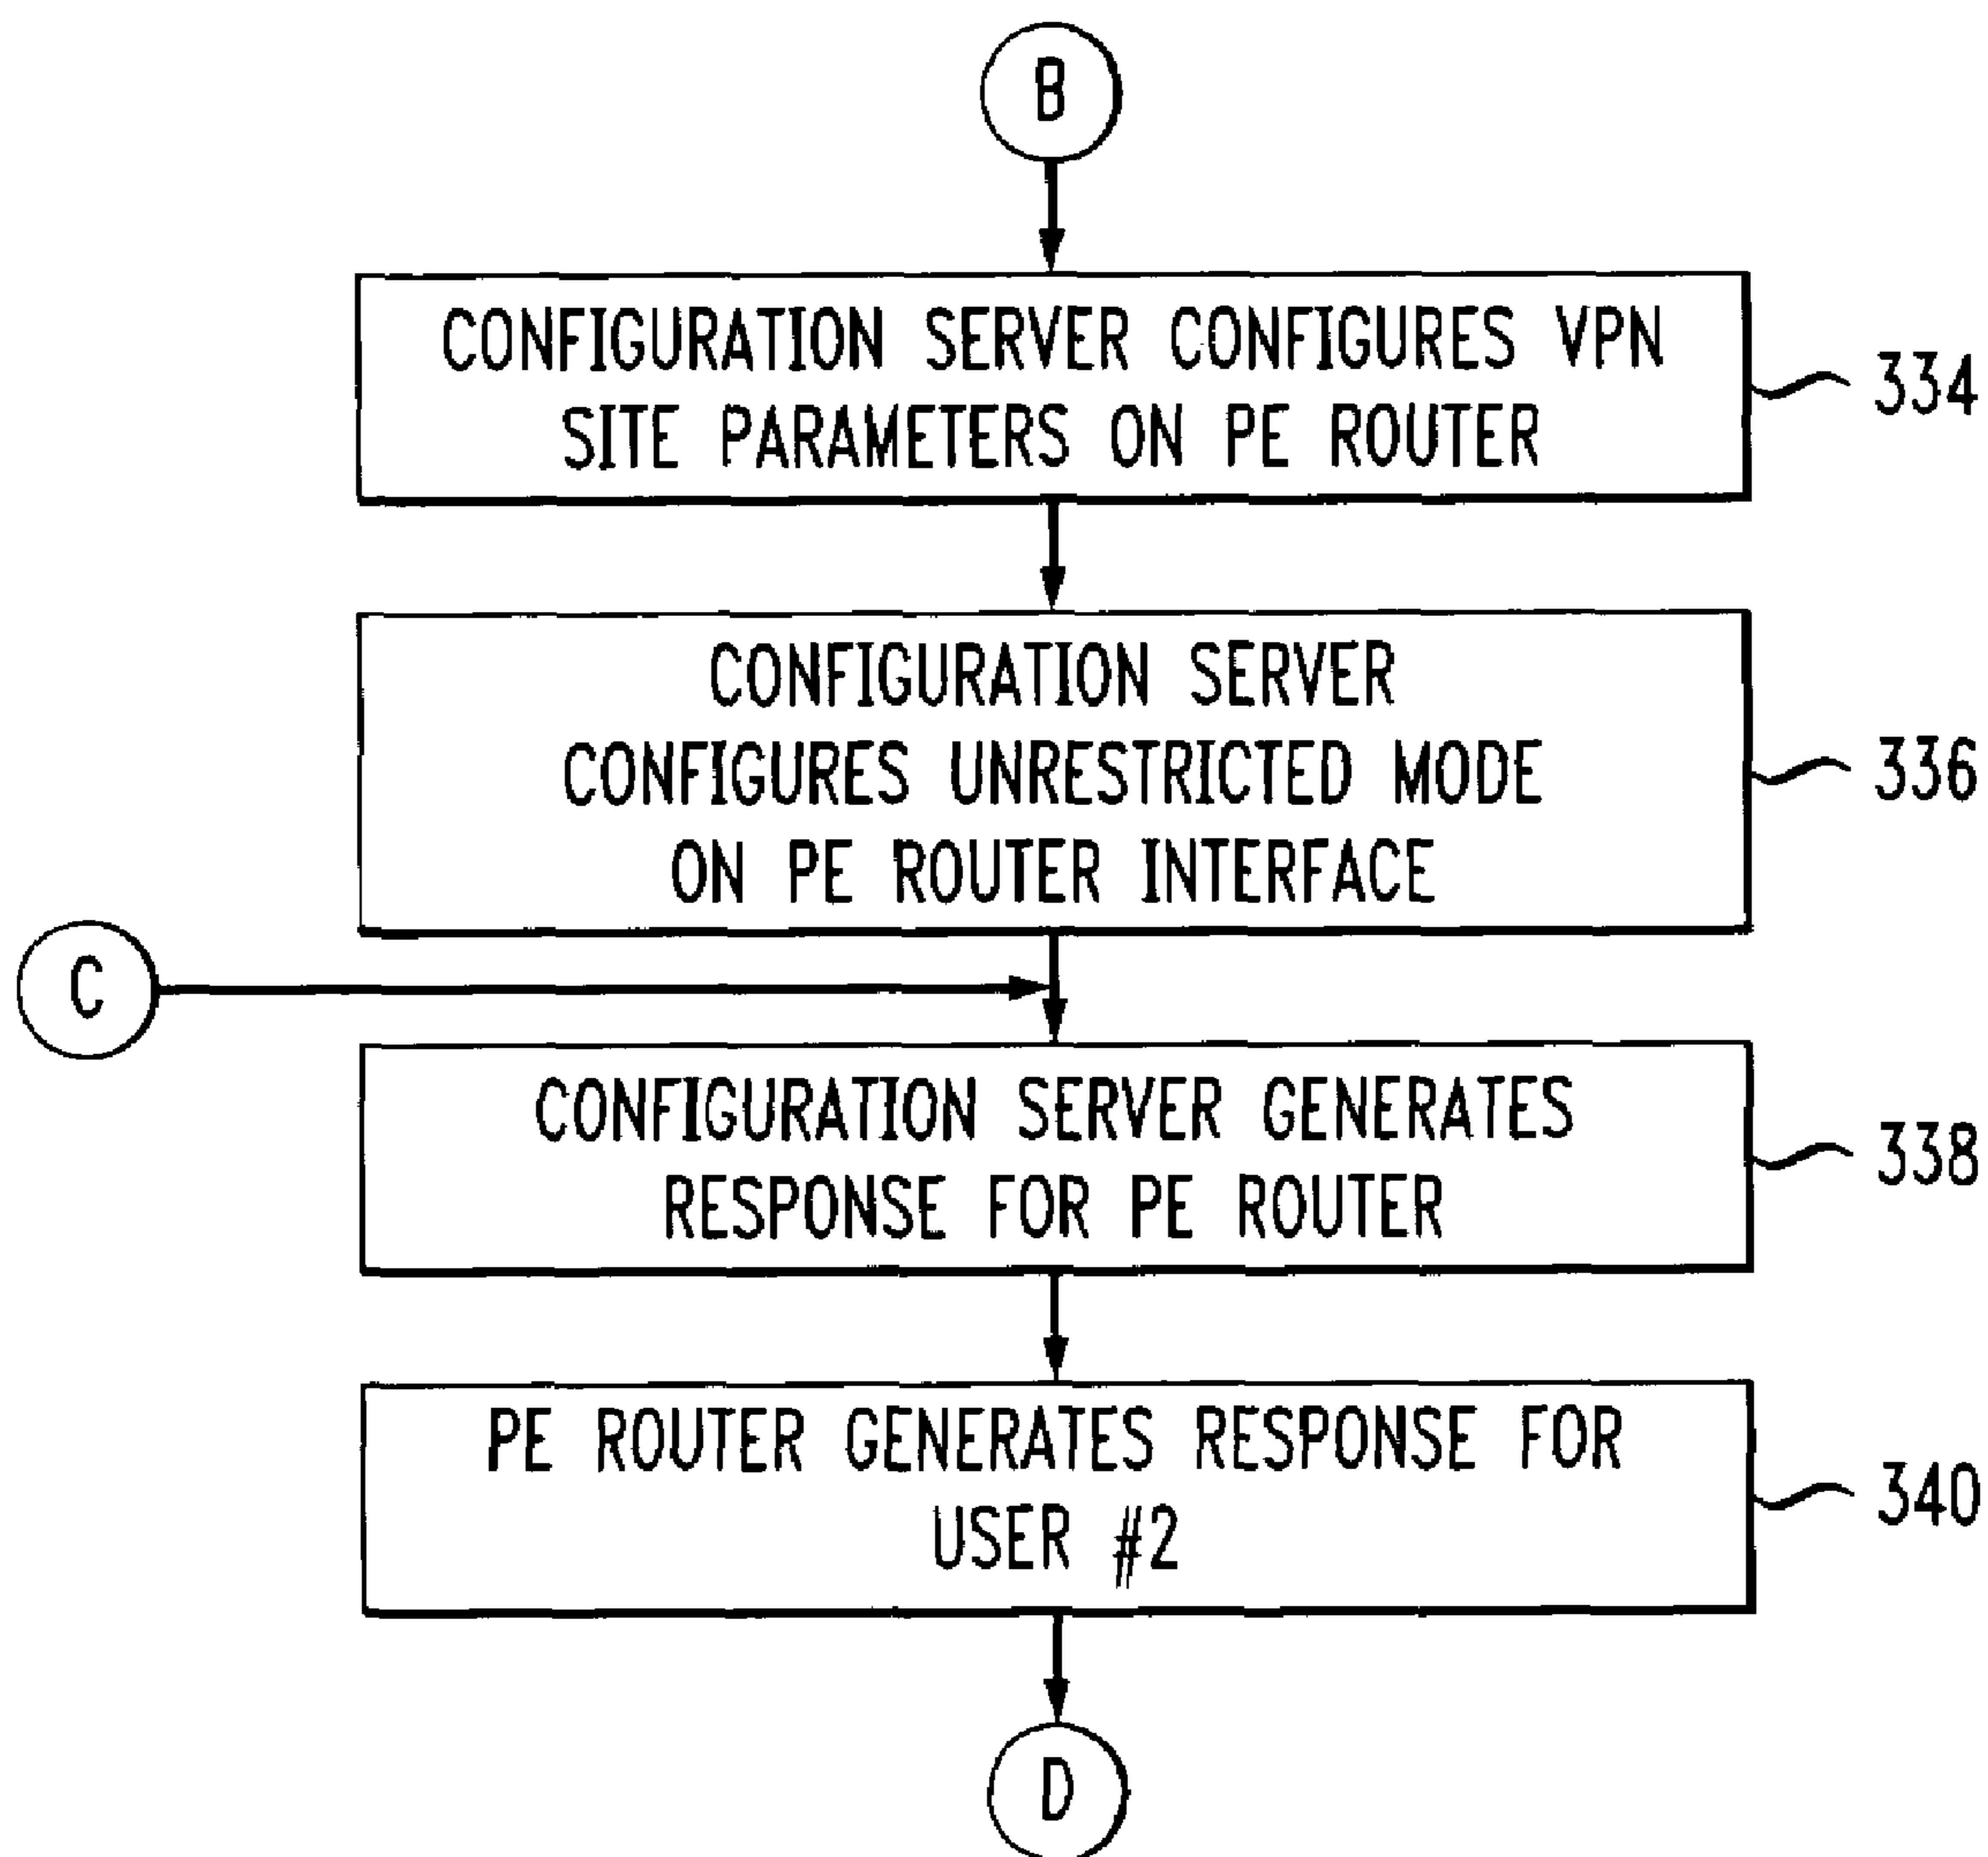 B
CONFIGURATION SERVER CONFIGURES VPN
SITE PARAMETERS ON PE ROUTER
334
CONFIGURATION SERVER
CONFIGURES UNRESTRICTED MODE
ON PE ROUTER INTERFACE
336
C
CONFIGURATION SERVER GENERATES
RESPONSE FOR PE ROUTER
338
PE ROUTER GENERATES RESPONSE FOR
USER #2
340
D